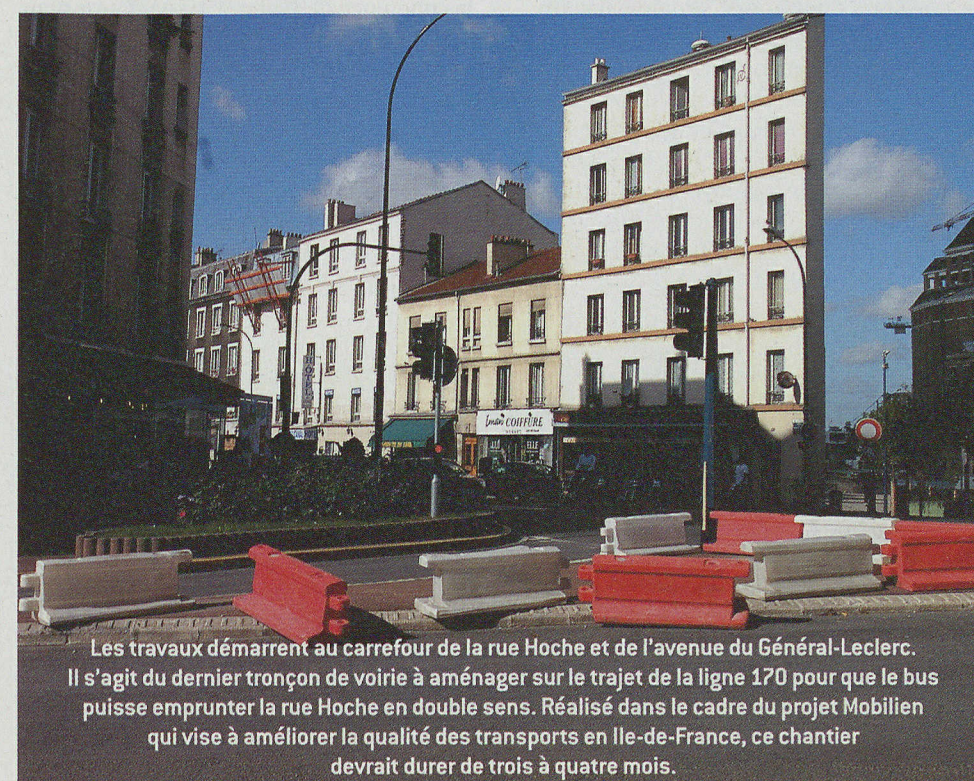 HOTEL
COIFFURE
Les travaux démarrent au carrefour de la rue Hoche et de l'avenue du Général-Leclerc.
Il s'agit du dernier tronçon de voirie à aménager sur le trajet de la ligne 170 pour que le bus
puisse emprunter la rue Hoche en double sens. Réalisé dans le cadre du projet Mobilien
qui vise à améliorer la qualité des transports en Ile-de-France, ce chantier
devrait durer de trois à quatre mois.